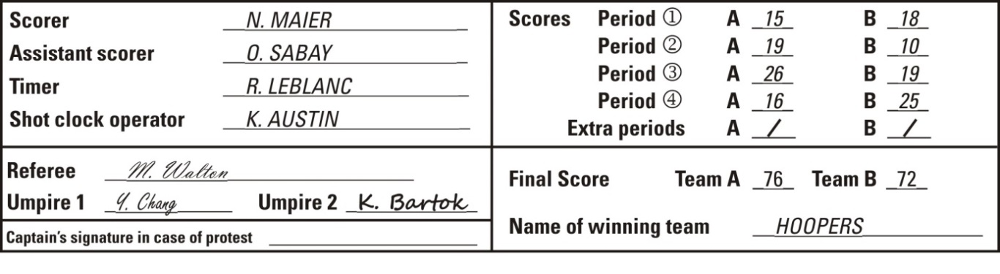 Scorer N. MAIER
Assistant scorer O. SABAY
Timer R. LEBLANC
Shot clock operator K. AUSTIN
Scores Period ① A 15 B 18
Period ② A 19 B 10
Period ③ A 26 B 19
Period ④ A 16 B 25
Extra periods A / B /
Referee M. Walton
Umpire 1 Y. Chang Umpire 2 K. Bartok
Captain's signature in case of protest
Final Score Team A 76 Team B 72
Name of winning team HOOPERS